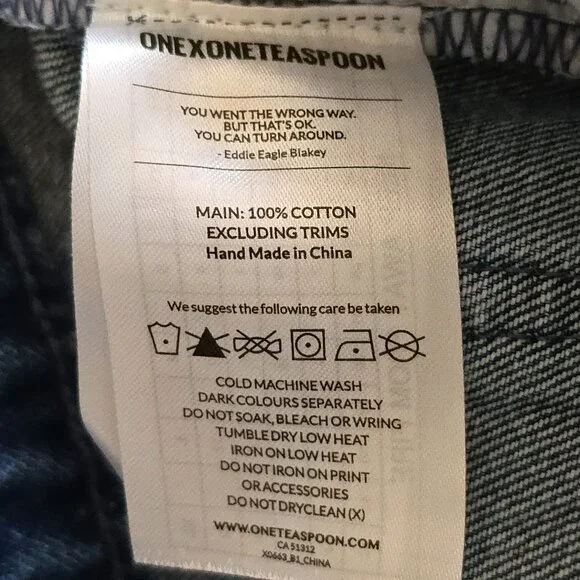 ONEXONETEASPOON
YOU WENT THE WRONG WAY.
BUT THAT'S OK.
YOU CAN TURN AROUND.
- Eddie Eagle Blakey
MAIN: 100% COTTON
EXCLUDING TRIMS
Hand Made in China
We suggest the following care be taken
COLD MACHINE WASH
DARK COLOURS SEPARATELY
DO NOT SOAK, BLEACH OR WRING
TUMBLE DRY LOW HEAT
IRON ON LOW HEAT
DO NOT IRON ON PRINT
OR ACCESSORIES
DO NOT DRYCLEAN (X)
WWW.ONETEASPOON.COM
CA 51312
X0663_B1_CHINA